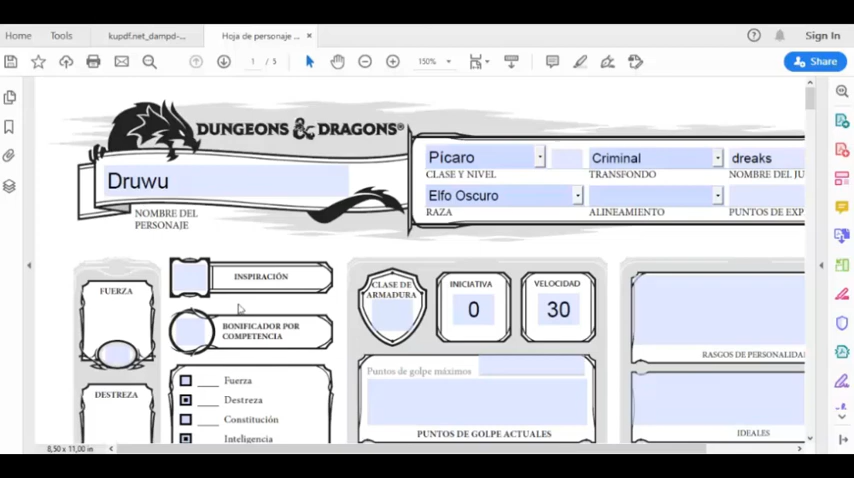 Home Tools kupdf.net_dampd-... Hoja de personaje ... × Sign In
1 / 5 150% Share
DUNGEONS & DRAGONS®
Druwu
NOMBRE DEL
PERSONAJE
Pícaro Criminal dreaks
CLASE Y NIVEL TRANSFONDO NOMBRE DEL JU
Elfo Oscuro
RAZA ALINEAMIENTO PUNTOS DE EXP
FUERZA
INSPIRACIÓN
BONIFICADOR POR
COMPETENCIA
DESTREZA
Fuerza
Destreza
Constitución
Inteligencia
CLASE DE
ARMADURA
INICIATIVA
0
VELOCIDAD
30
Puntos de golpe máximos
PUNTOS DE GOLPE ACTUALES
RASGOS DE PERSONALIDA
IDEALES
8,50 x 11,00 in